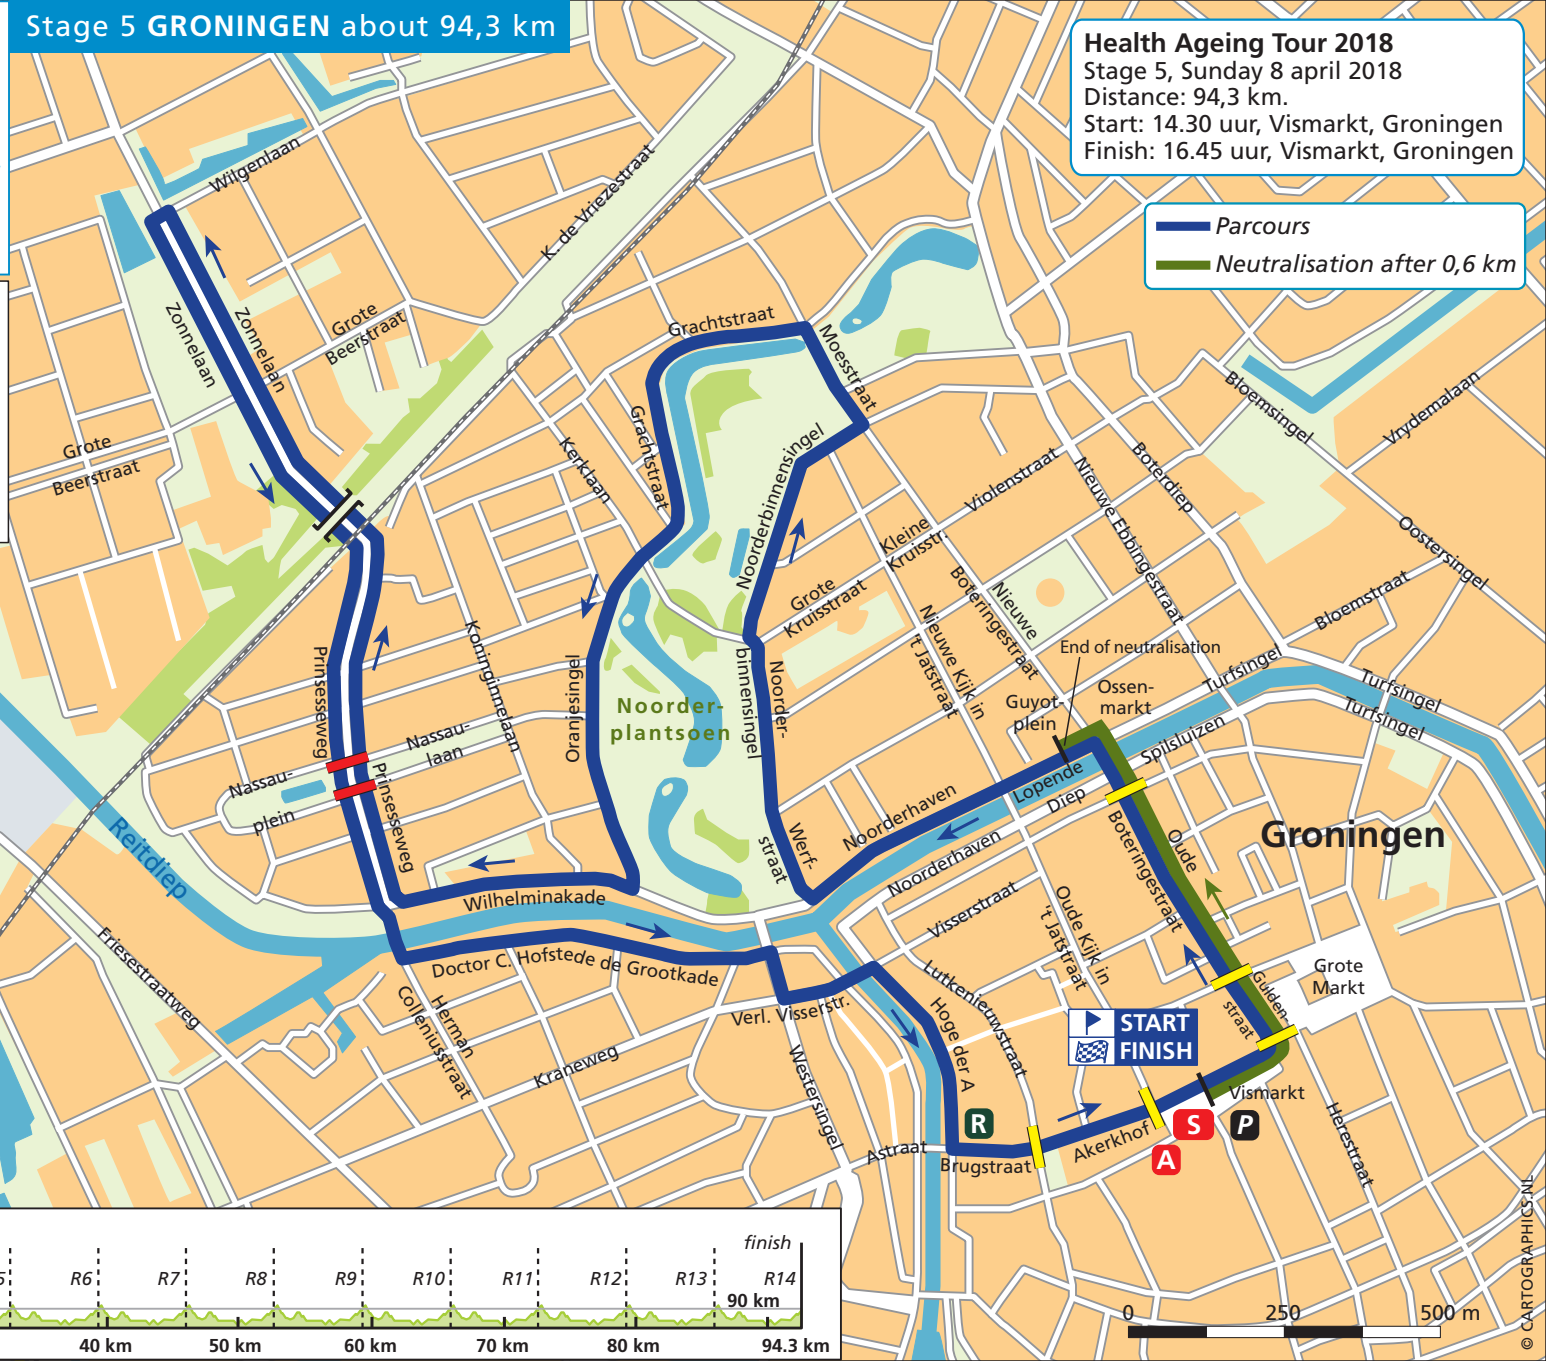 Stage 5 GRONINGEN about 94,3 km
Health Ageing Tour 2018
Stage 5, Sunday 8 april 2018
Distance: 94,3 km.
Start: 14.30 uur, Vismarkt, Groningen
Finish: 16.45 uur, Vismarkt, Groningen
Parcours
Neutralisation after 0,6 km
Wilgenlaan
K. de Vriezestraat
Zonnelaan
Zonnelaan
Grote
Beerstraat
Grote
Beerstraat
Grachtstraat
Moesstraat
Grachtstraat
Kerklaan
Noorderbinnensingel
Bloemsingel
Vrydemalaan
Violenstraat
Boterdiep
Nieuwe Ebbingestraat
Oostersingel
Kleine
Kruisstr.
Grote
Kruisstraat
Nieuwe
Boteringestraat
Bloemstraat
Nieuwe Kijk in
't Jatstraat
End of neutralisation
Turfsingel
Turfsingel
Turfsingel
Guyot-
plein
Ossen-
markt
Spilsluizen
Prinsesseweg
Koninginnelaan
Oranjesingel
Noorder-
plantsoen
Noorder-
binnensingel
Nassau-
laan
Nassau-
plein
Prinsesseweg
Lopende
Diep
Noorderhaven
Noorderhaven
Werf-
straat
Reitdiep
Groningen
Oude
Boteringestraat
Wilhelminakade
Visserstraat
Oude Kijk in
't Jatstraat
Friesestraatweg
Doctor C. Hofstede de Grootkade
Lutkenieuwstraat
Gulden-
straat
Grote
Markt
Herman
Colleniusstraat
Verl. Visserstr.
Hoge der A
START
FINISH
Kraneweg
Westersingel
Vismarkt
R
S
P
A
Akerkhof
Astraat
Brugstraat
Herestraat
finish
5
R6
R7
R8
R9
R10
R11
R12
R13
R14
90 km
40 km
50 km
60 km
70 km
80 km
94.3 km
0
250
500 m
© CARTOGRAPHICS.NL